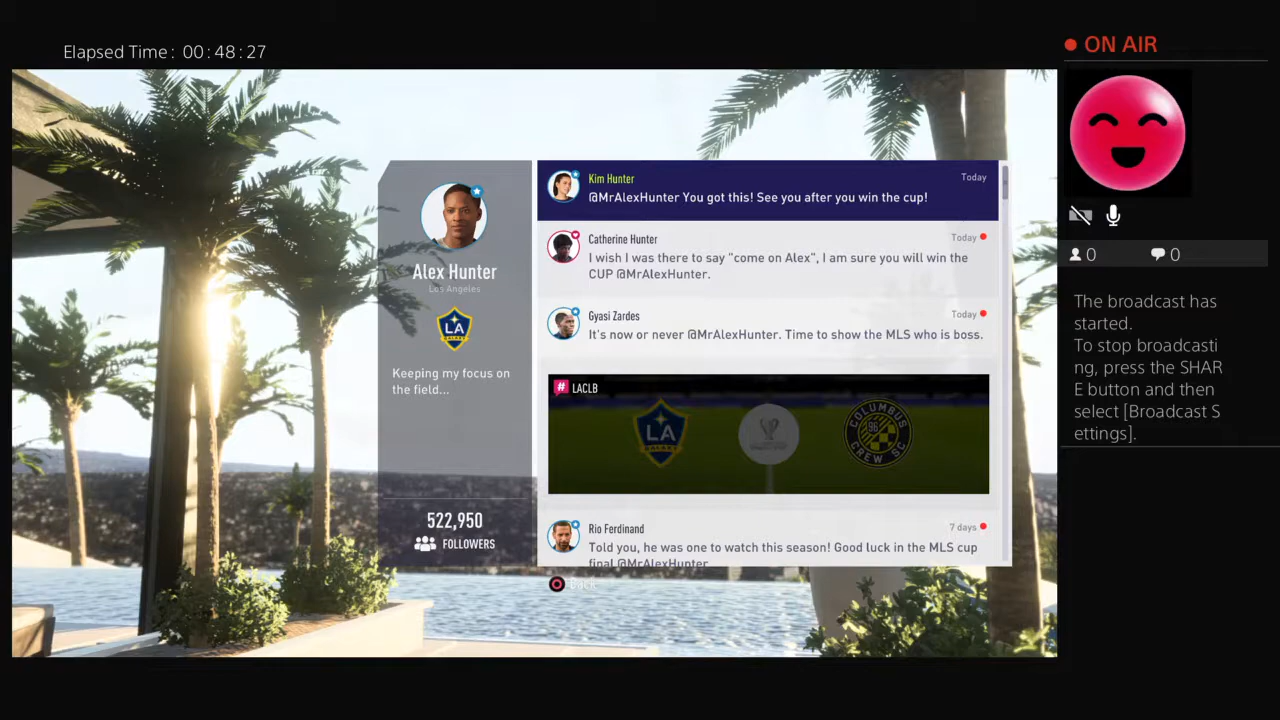 Elapsed Time: 00:48:27
ON AIR
Kim Hunter
Today
@MrAlexHunter You got this! See you after you win the cup!
Catherine Hunter
Today
I wish I was there to say "come on Alex", I am sure you will win the
CUP @MrAlexHunter.
Gyasi Zardes
Today
It's now or never @MrAlexHunter. Time to show the MLS who is boss.
# LACLB
LA
GALAXY
COLUMBUS
96
CREW SC
Rio Ferdinand
7 days
Told you, he was one to watch this season! Good luck in the MLS cup
final @MrAlexHunter
Back
Alex Hunter
Los Angeles
LA
GALAXY
Keeping my focus on
the field...
522,950
FOLLOWERS
0
0
The broadcast has
started.
To stop broadcasti
ng, press the SHAR
E button and then
select [Broadcast S
ettings].